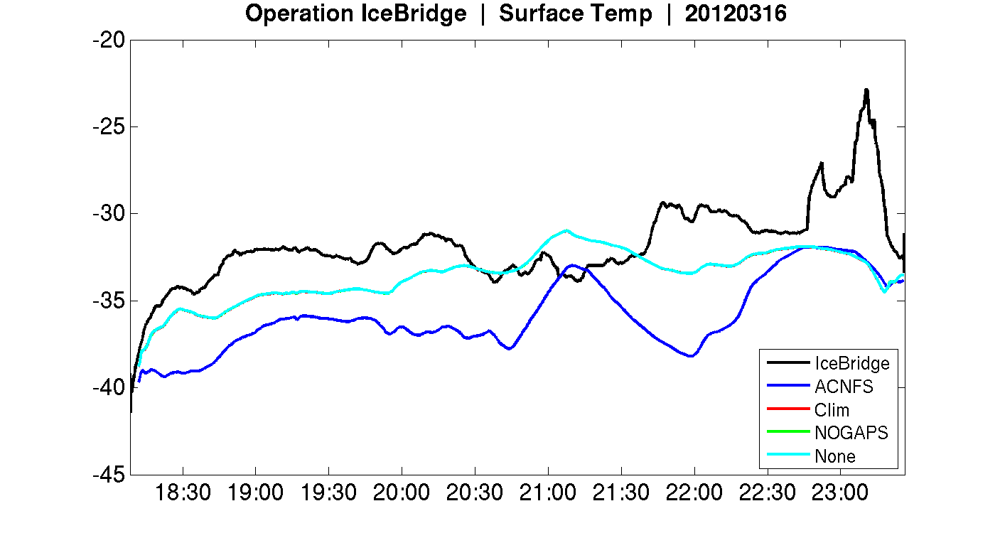 Operation IceBridge | Surface Temp | 20120316
-20
-25
-30
-35
-40
-45
18:30 19:00 19:30 20:00 20:30 21:00 21:30 22:00 22:30 23:00
IceBridge
ACNFS
Clim
NOGAPS
None